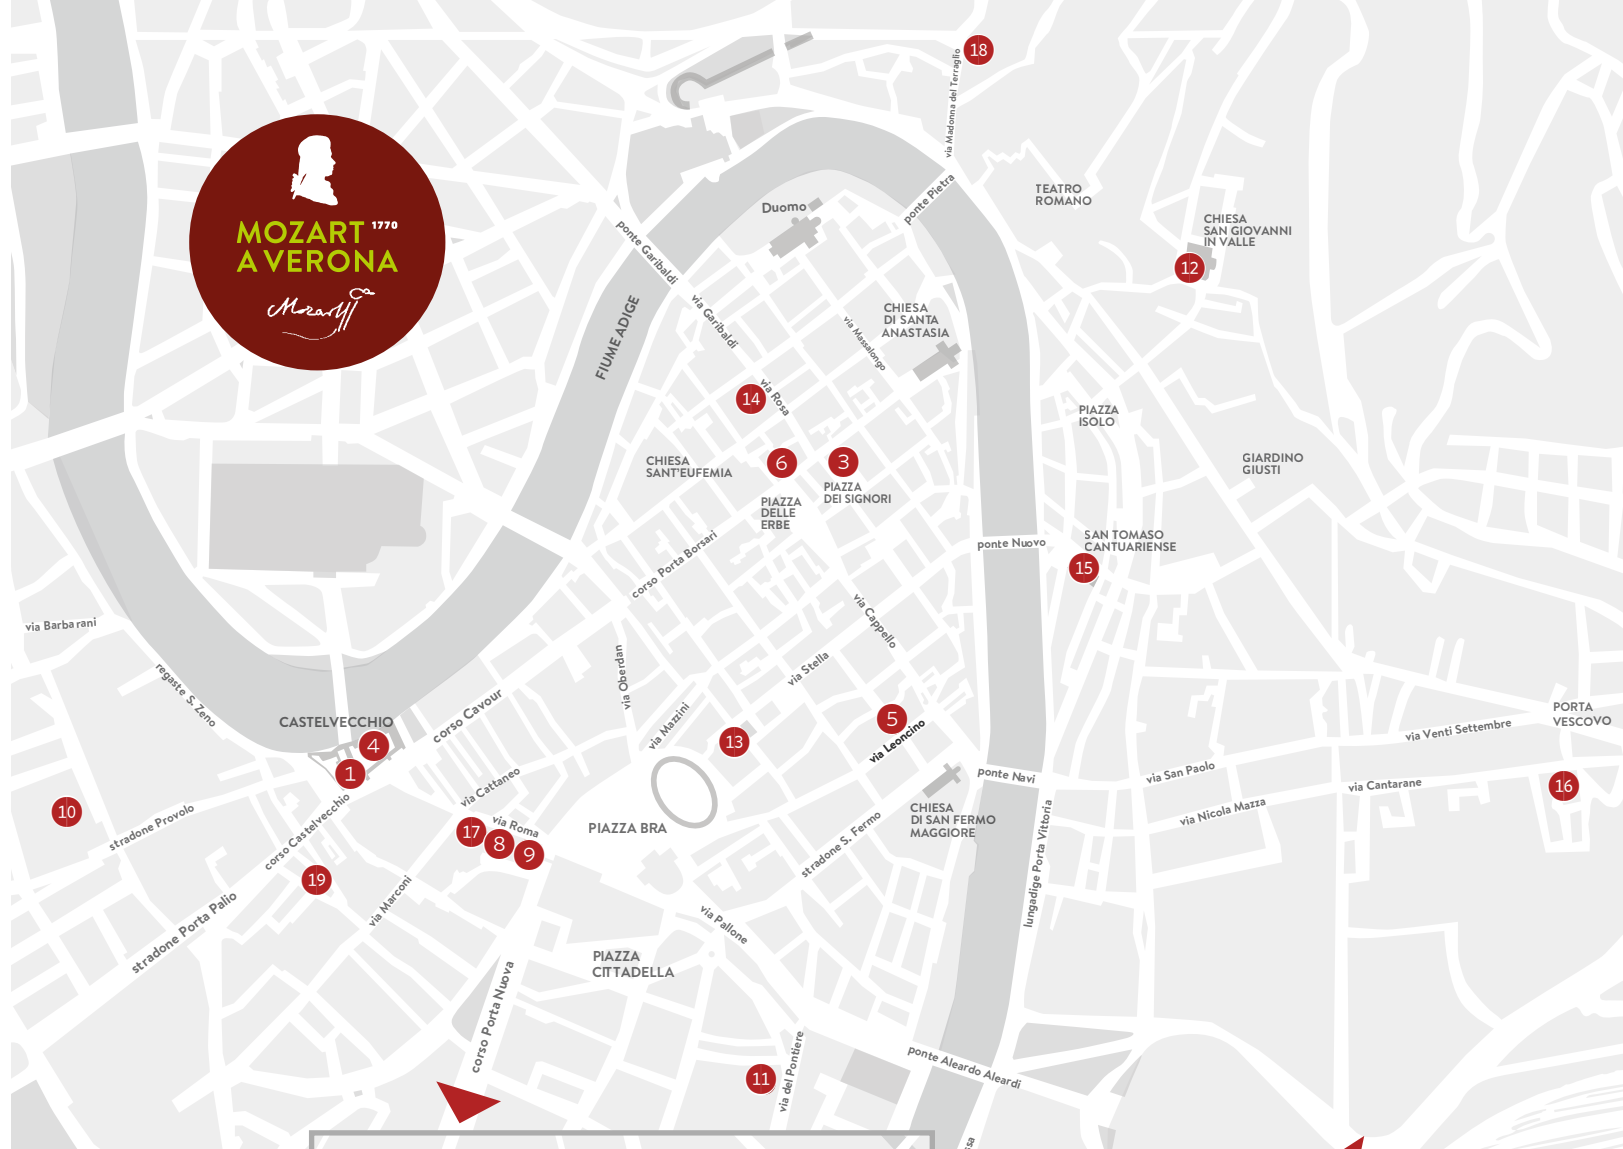 18
via Madonna del Terraglio
MOZART 1770
A VERONA
Mozart
TEATRO
ROMANO
ponte Pietra
Duomo
CHIESA
SAN GIOVANNI
IN VALLE
12
ponte Garibaldi
via Garibaldi
FIUME ADIGE
CHIESA
DI SANTA
ANASTASIA
via Massalongo
14
via Rosa
PIAZZA
ISOLO
CHIESA
SANT'EUFEMIA
6
3
PIAZZA
DEI SIGNORI
PIAZZA
DELLE
ERBE
GIARDINO
GIUSTI
corso Porta Borsari
ponte Nuovo
SAN TOMASO
CANTUARIENSE
15
via Barbarani
via Cappello
via Stella
via Oberdan
regaste S. Zeno
CASTELVECCHIO
corso Cavour
4
1
via Mazzini
13
5
via Leoncino
PORTA
VESCOVO
via Venti Settembre
ponte Navi
via San Paolo
via Cantarane
16
via Nicola Mazza
10
stradone Provolo
corso Castelvecchio
via Cattaneo
via Roma
17
8
9
PIAZZA BRA
CHIESA
DI SAN FERMO
MAGGIORE
stradone S. Fermo
lungadige Porta Vittoria
19
via Marconi
stradone Porta Palio
via Pallone
PIAZZA
CITTADELLA
corso Porta Nuova
11
via del Pontiere
ponte Aleardo Aleardi